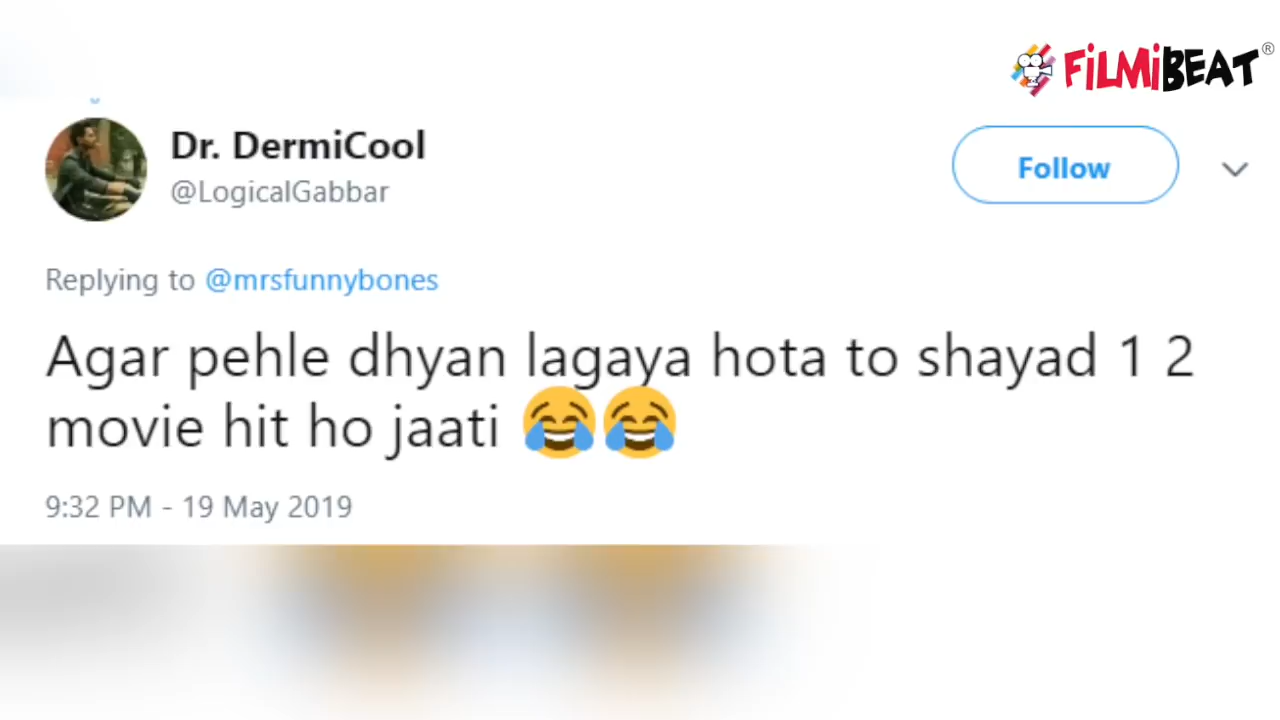 FiLMiBEAT®
Dr. DermiCool
@LogicalGabbar
Follow
Replying to @mrsfunnybones
Agar pehle dhyan lagaya hota to shayad 1 2
movie hit ho jaati 😂😂
9:32 PM - 19 May 2019